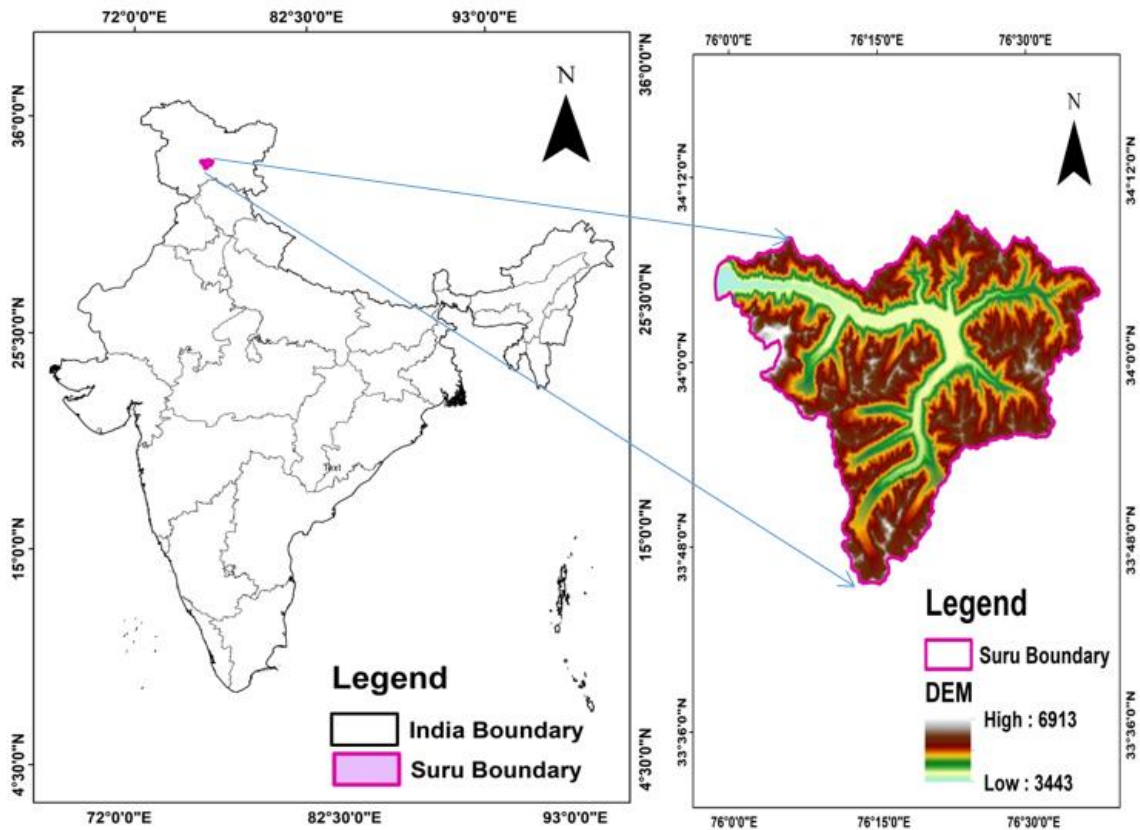 72°0'0"E
82°30'0"E
93°0'0"E
36°0'0"N
25°30'0"N
15°0'0"N
4°30'0"N
N
Text
Legend
India Boundary
Suru Boundary
36°0'0"N
25°30'0"N
15°0'0"N
4°30'0"N
72°0'0"E
82°30'0"E
93°0'0"E
76°0'0"E
76°15'0"E
76°30'0"E
34°12'0"N
34°0'0"N
33°48'0"N
33°36'0"N
N
Legend
Suru Boundary
DEM
High : 6913
Low : 3443
34°12'0"N
34°0'0"N
33°48'0"N
33°36'0"N
76°0'0"E
76°15'0"E
76°30'0"E